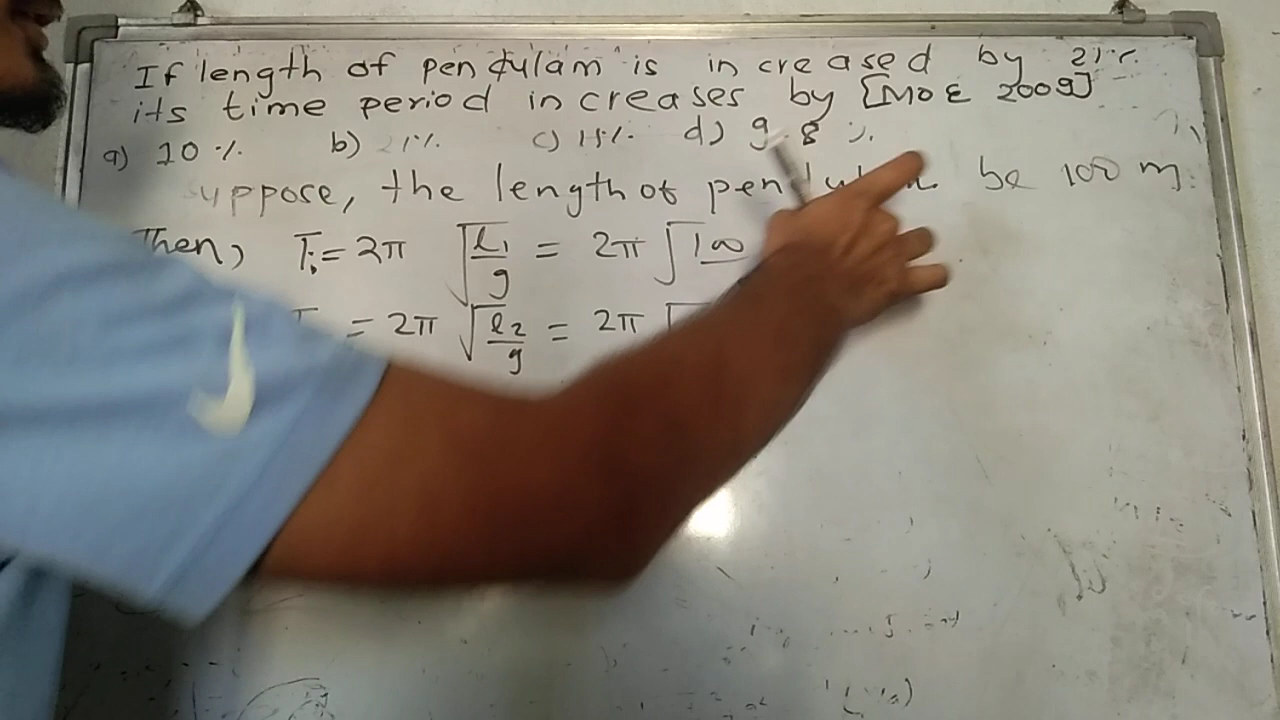 If length of pendulam is increased by 21%
its time period increases by [MOE 2009]
a) 10% b) 21% c) 15% d) 9.8%
uppose, the length of pen be 100 m.
Then, T₁ = 2π √(l₁/g) = 2π √100
= 2π √(l₂/g) = 2π √